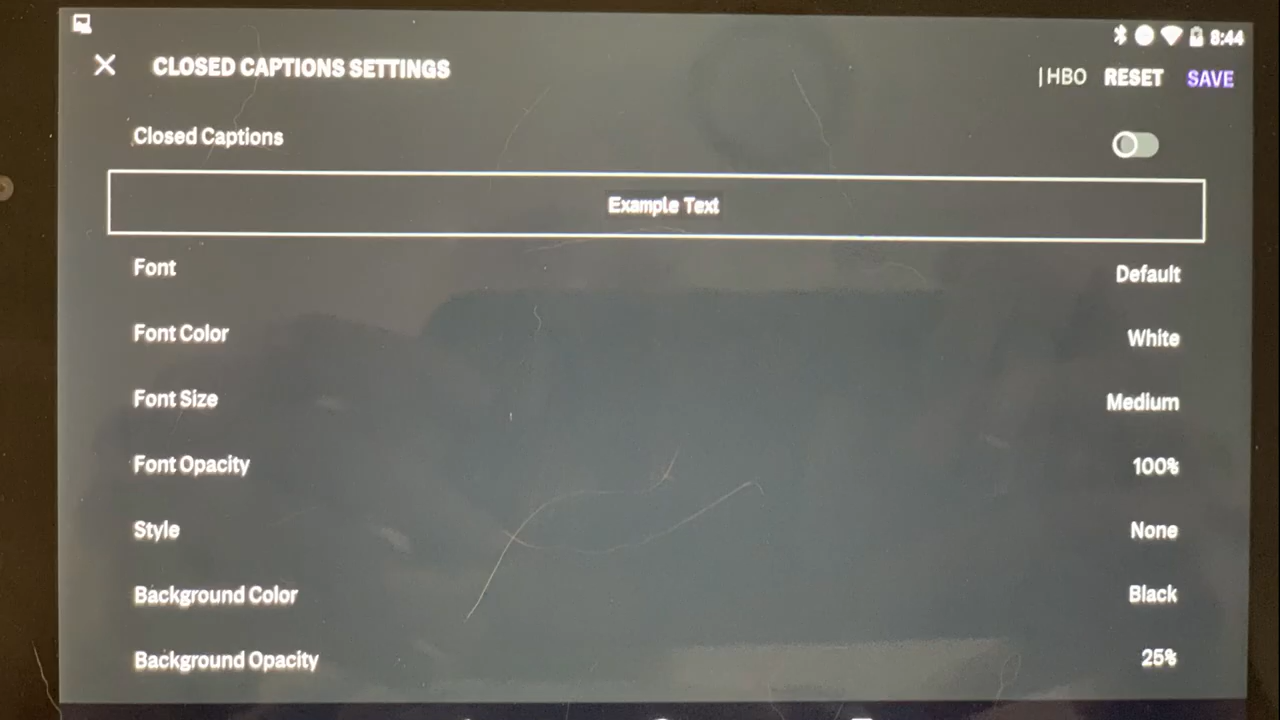 8:44
CLOSED CAPTIONS SETTINGS
|HBO RESET SAVE
Closed Captions
Example Text
Font Default
Font Color White
Font Size Medium
Font Opacity 100%
Style None
Background Color Black
Background Opacity 25%